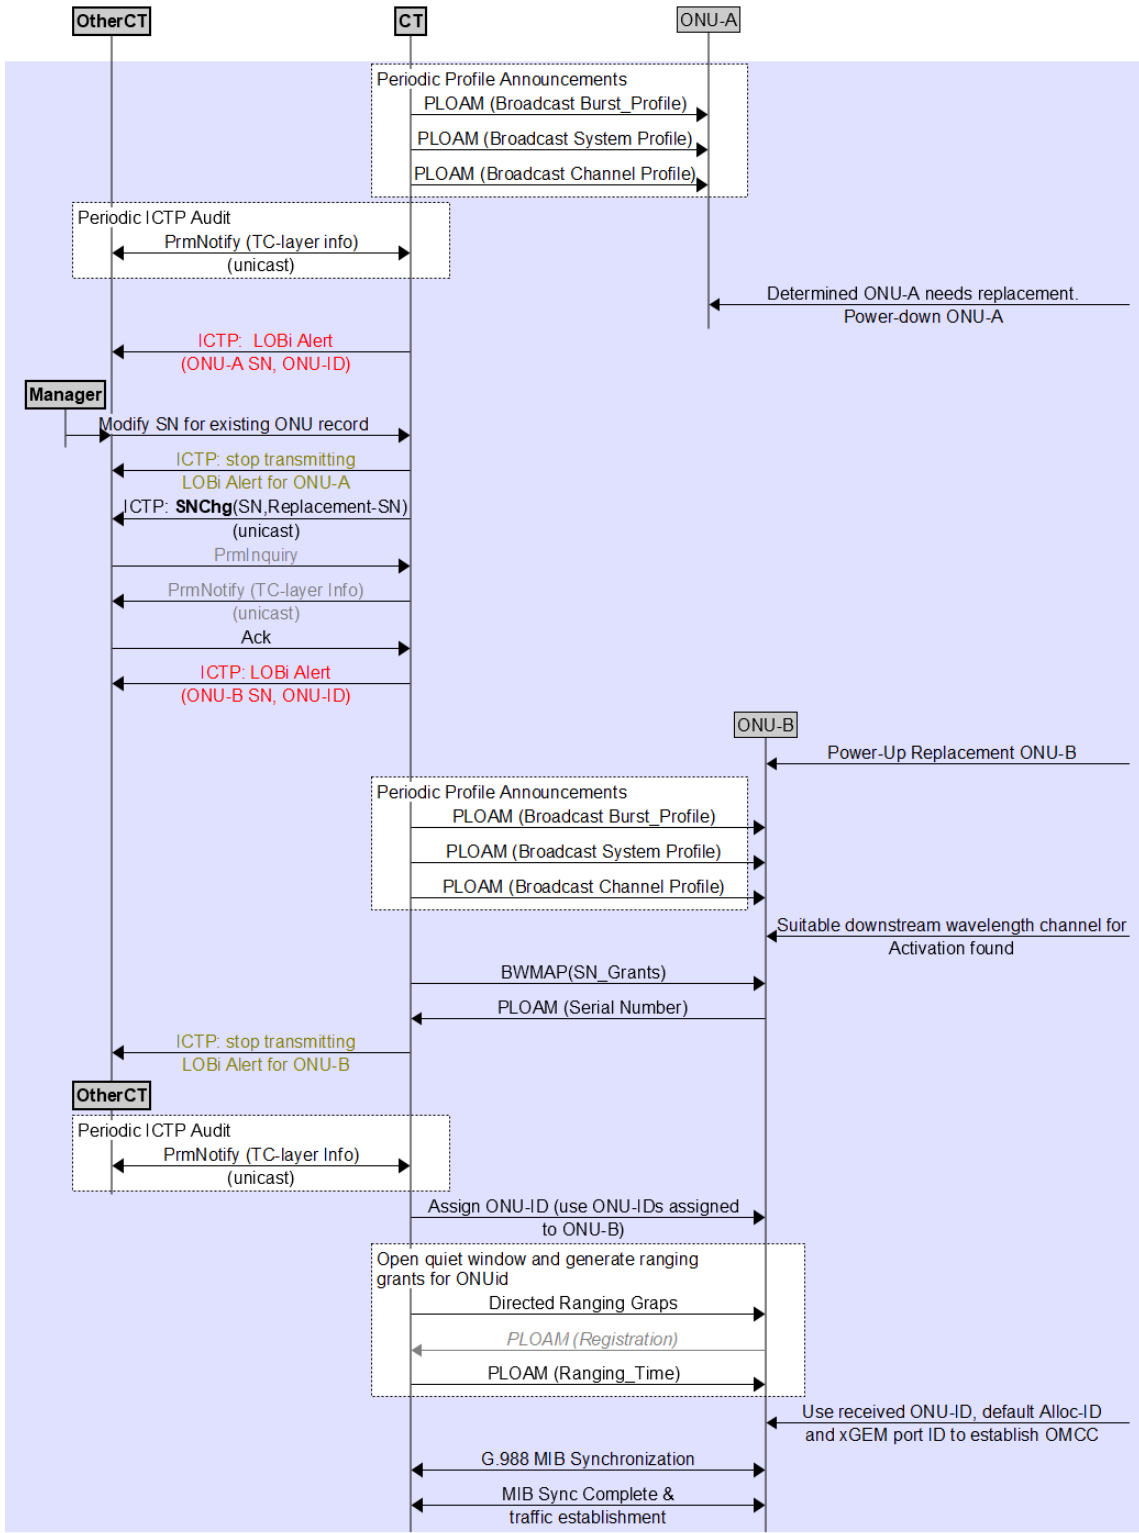 OtherCT
CT
ONU-A
Periodic Profile Announcements
PLOAM (Broadcast Burst_Profile)
PLOAM (Broadcast System Profile)
PLOAM (Broadcast Channel Profile)
Periodic ICTP Audit
PrmNotify (TC-layer info)
(unicast)
Determined ONU-A needs replacement.
Power-down ONU-A
ICTP: LOBi Alert
(ONU-A SN, ONU-ID)
Manager
Modify SN for existing ONU record
ICTP: stop transmitting
LOBi Alert for ONU-A
ICTP: SNChg(SN,Replacement-SN)
(unicast)
PrmInquiry
PrmNotify (TC-layer Info)
(unicast)
Ack
ICTP: LOBi Alert
(ONU-B SN, ONU-ID)
ONU-B
Power-Up Replacement ONU-B
Periodic Profile Announcements
PLOAM (Broadcast Burst_Profile)
PLOAM (Broadcast System Profile)
PLOAM (Broadcast Channel Profile)
Suitable downstream wavelength channel for
Activation found
BWMAP(SN_Grants)
PLOAM (Serial Number)
ICTP: stop transmitting
LOBi Alert for ONU-B
OtherCT
Periodic ICTP Audit
PrmNotify (TC-layer Info)
(unicast)
Assign ONU-ID (use ONU-IDs assigned
to ONU-B)
Open quiet window and generate ranging
grants for ONUid
Directed Ranging Graps
PLOAM (Registration)
PLOAM (Ranging_Time)
Use received ONU-ID, default Alloc-ID
and xGEM port ID to establish OMCC
G.988 MIB Synchronization
MIB Sync Complete &
traffic establishment